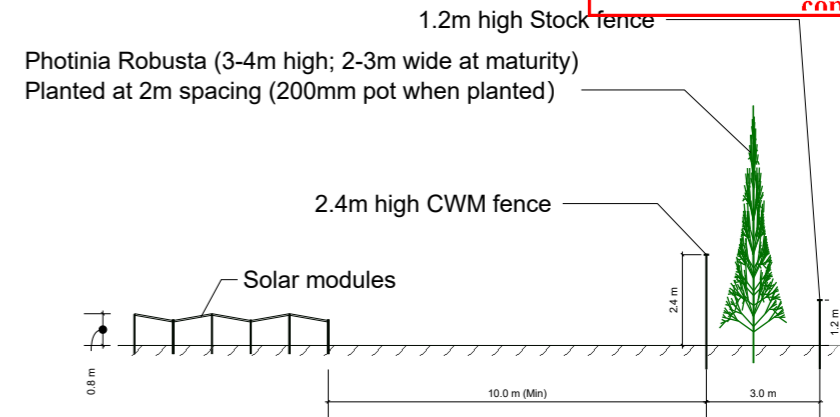 1.2m high Stock fence
Photinia Robusta (3-4m high; 2-3m wide at maturity)
Planted at 2m spacing (200mm pot when planted)
2.4m high CWM fence
Solar modules
2.4 m
1.2 m
0.8 m
10.0 m (Min)
3.0 m